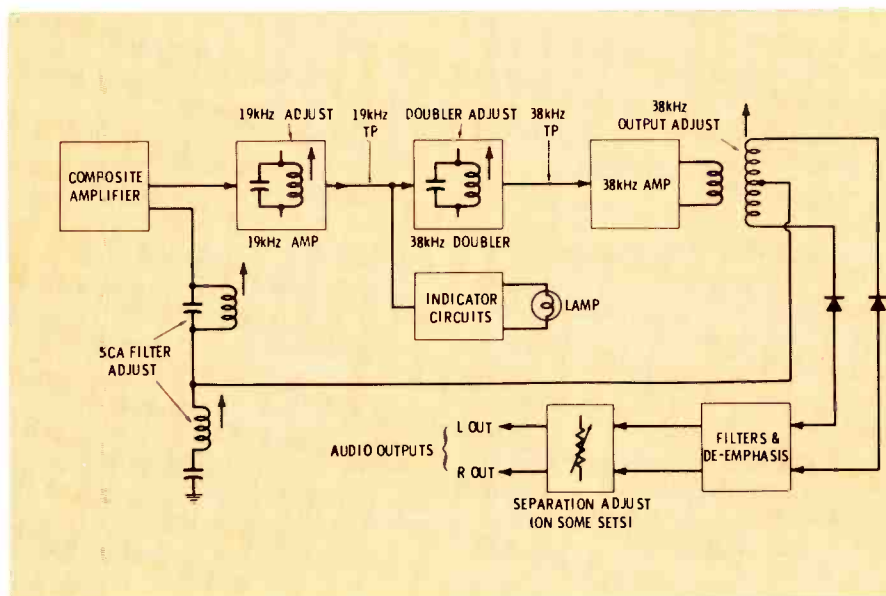 19kHz ADJUST
19kHz
TP
DOUBLER ADJUST
38kHz
TP
38kHz
OUTPUT ADJUST
COMPOSITE
AMPLIFIER
19kHz AMP
38kHz DOUBLER
38kHz AMP
INDICATOR
CIRCUITS
LAMP
SCA FILTER
ADJUST
AUDIO OUTPUTS
L OUT
R OUT
SEPARATION ADJUST
(ON SOME SETS)
FILTERS &
DE-EMPHASIS